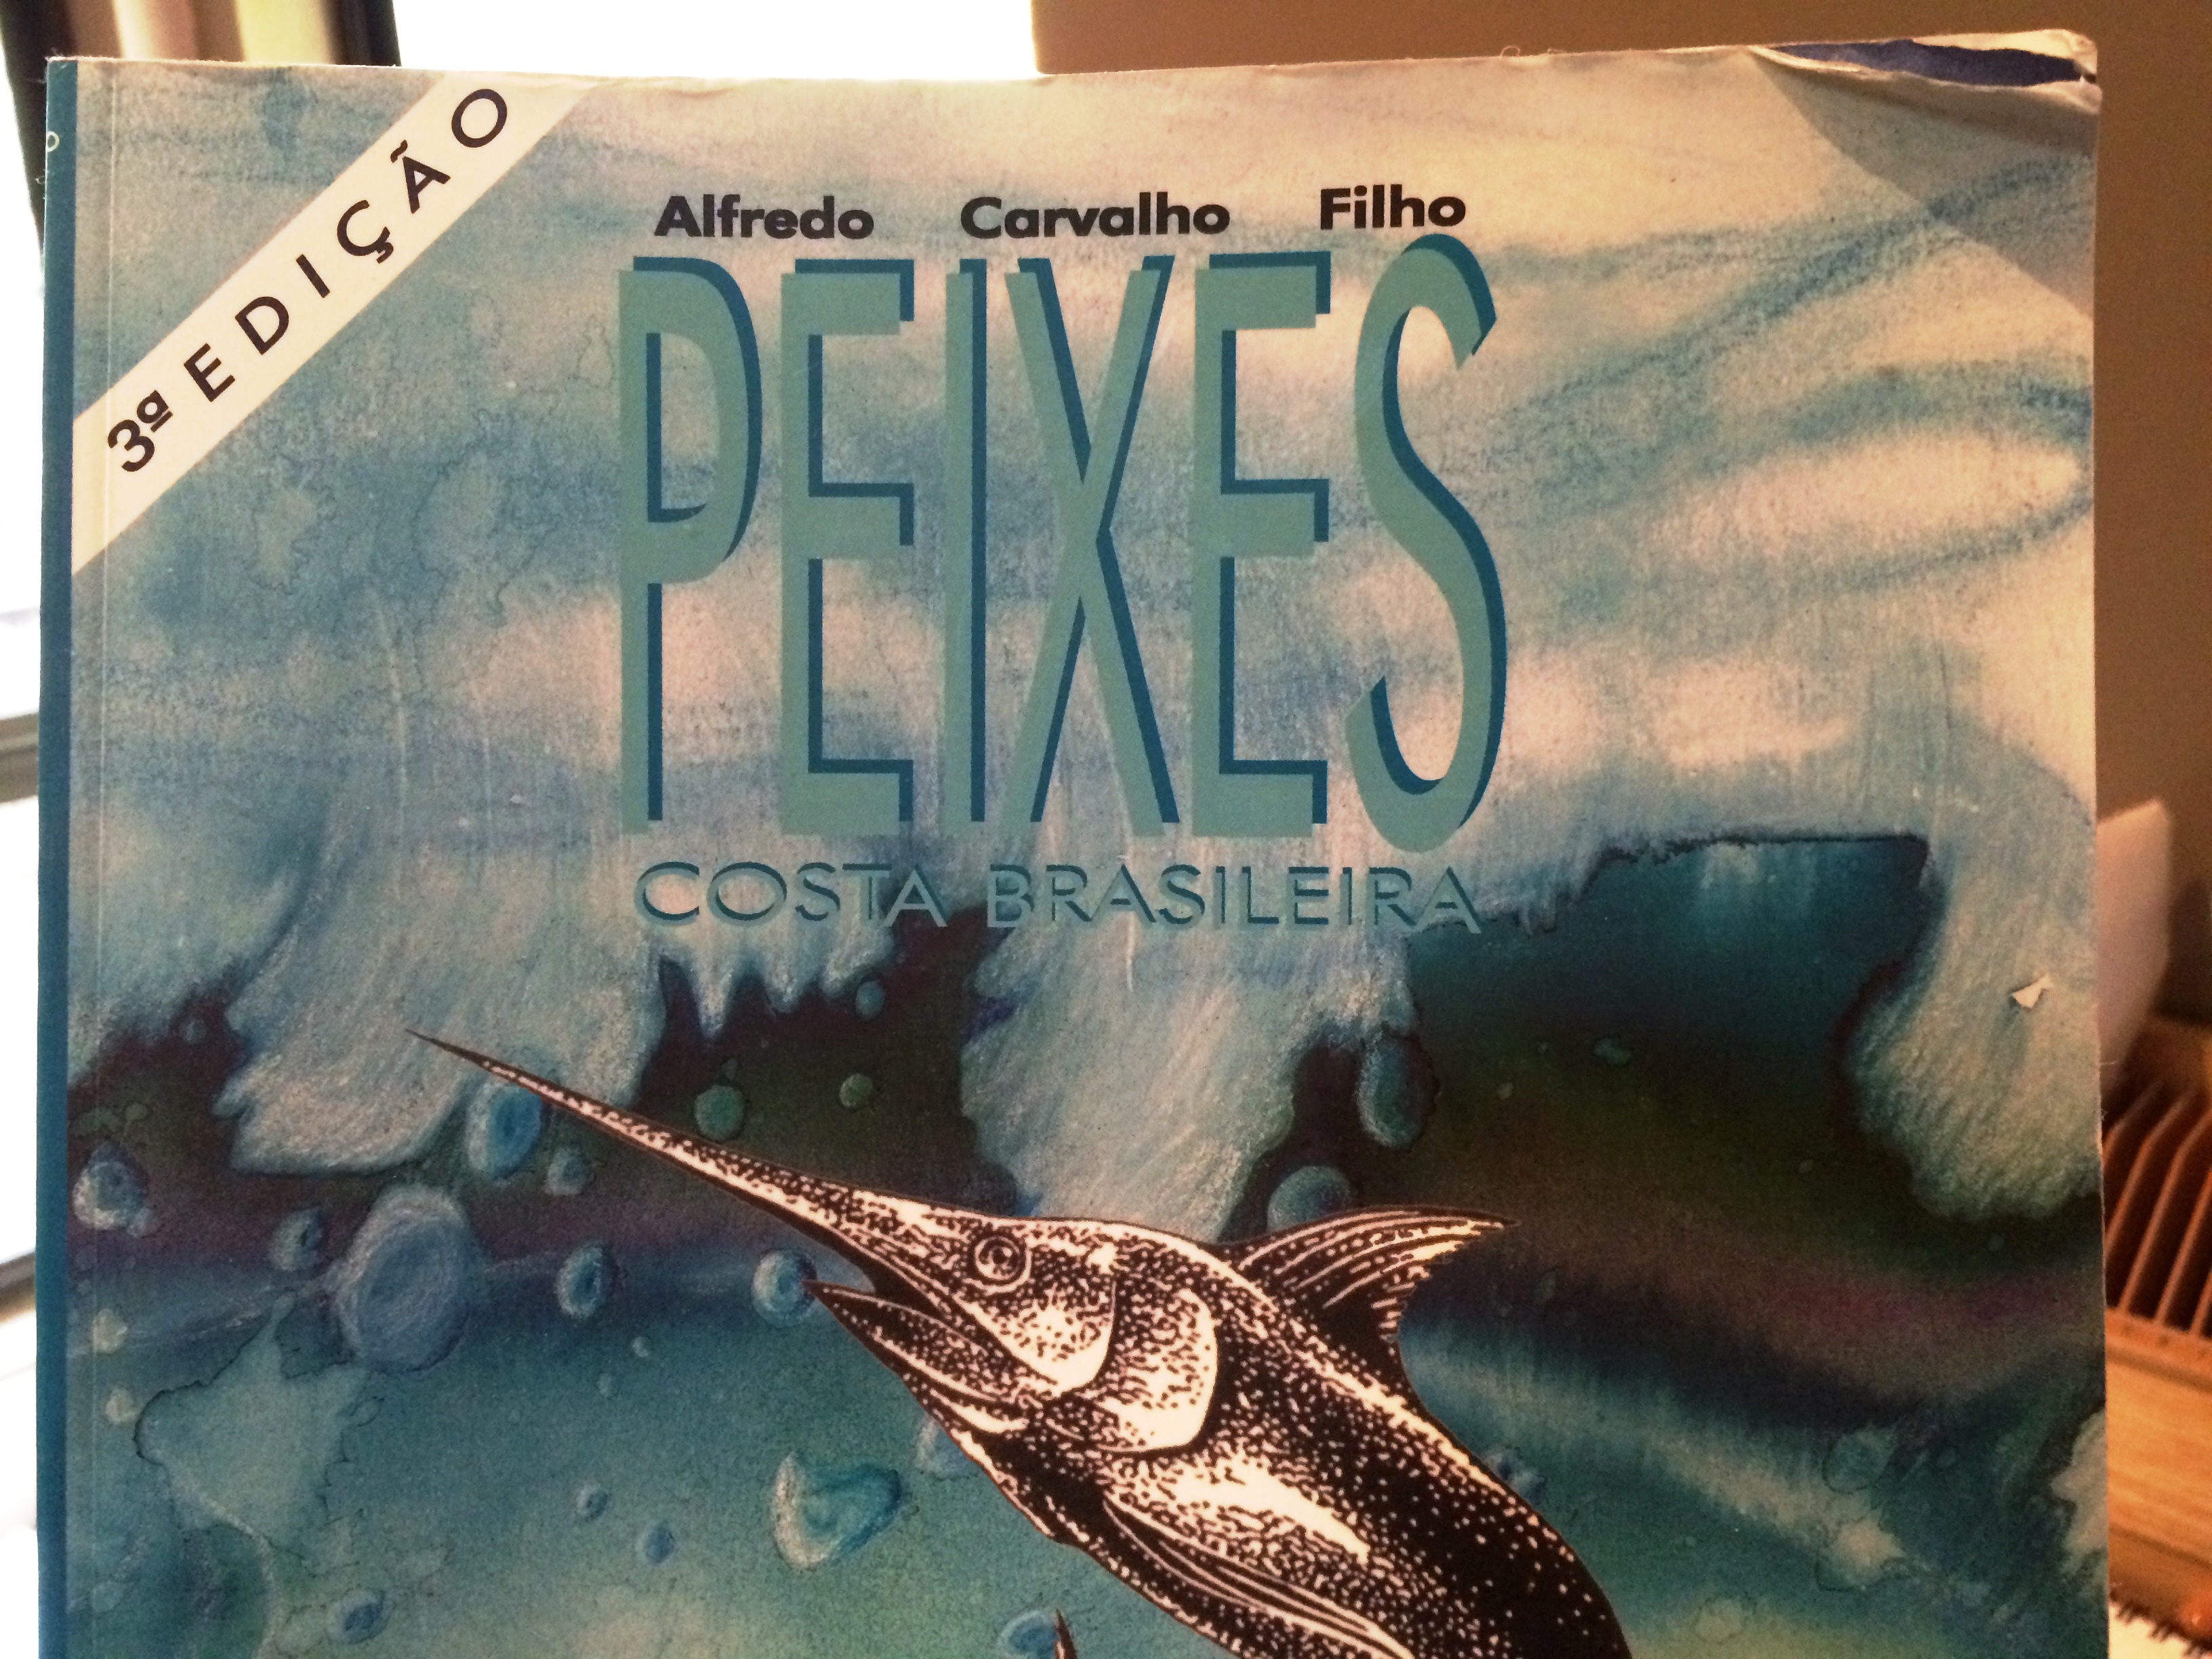 3ª EDIÇÃO
Alfredo Carvalho Filho
PEIXES
COSTA BRASILEIRA